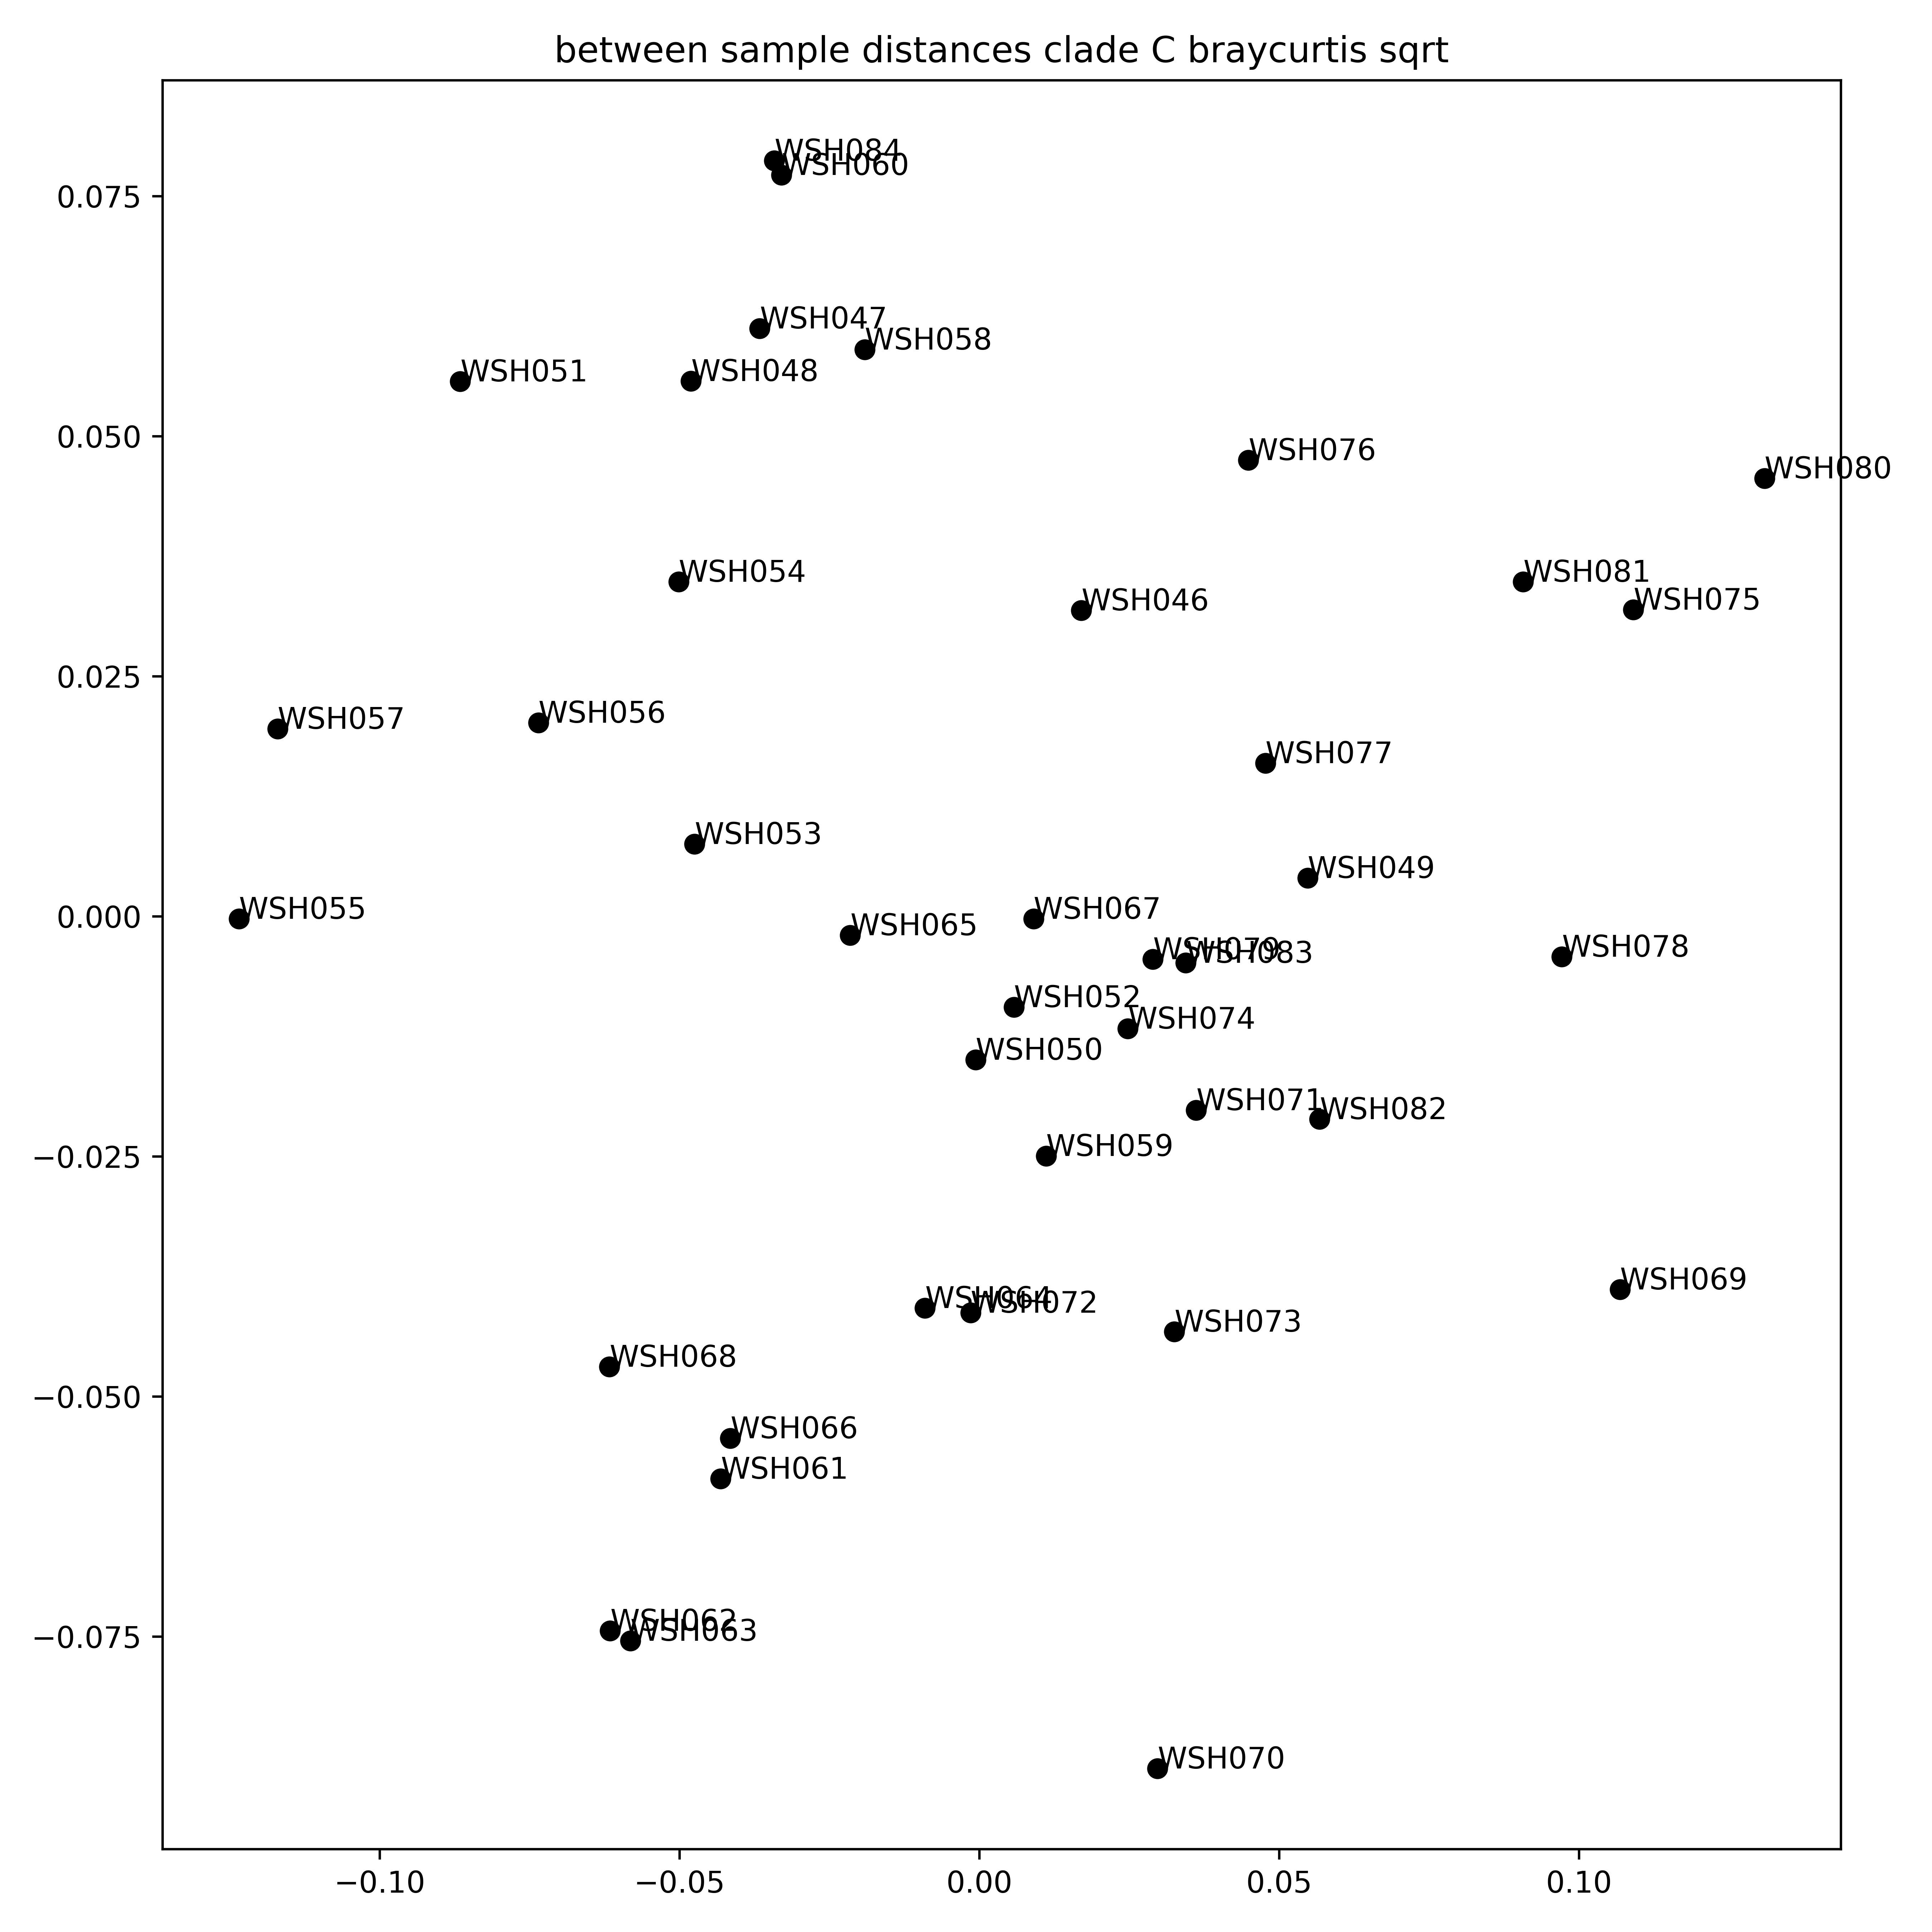 between sample distances clade C braycurtis sqrt
WSH084
WSH060
0.075
WSH047
WSH058
WSH051
WSH048
0.050
WSH076
WSH080
WSH054
WSH081
WSH046
WSH075
0.025
WSH057
WSH056
WSH077
WSH053
WSH049
WSH055
WSH067
0.000
WSH065
WSH079
WSH083
WSH078
WSH052
WSH074
WSH050
WSH071
WSH082
WSH059
−0.025
WSH069
WSH064
WSH072
WSH073
WSH068
−0.050
WSH066
WSH061
WSH062
WSH063
−0.075
WSH070
−0.10
−0.05
0.00
0.05
0.10